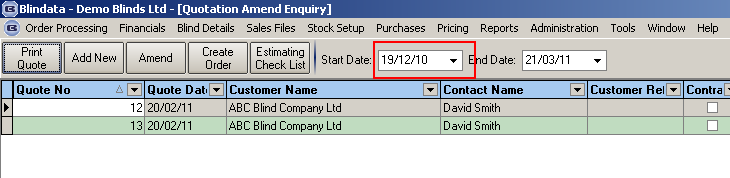 Blindata - Demo Blinds Ltd - [Quotation Amend Enquiry]
Order Processing Financials Blind Details Sales Files Stock Setup Purchases Pricing Reports Administration Tools Window Help
Print Quote Add New Amend Create Order Estimating Check List Start Date: 19/12/10 End Date: 21/03/11
Quote No Quote Dat Customer Name Contact Name Customer Ref Contra
12 20/02/11 ABC Blind Company Ltd David Smith
13 20/02/11 ABC Blind Company Ltd David Smith